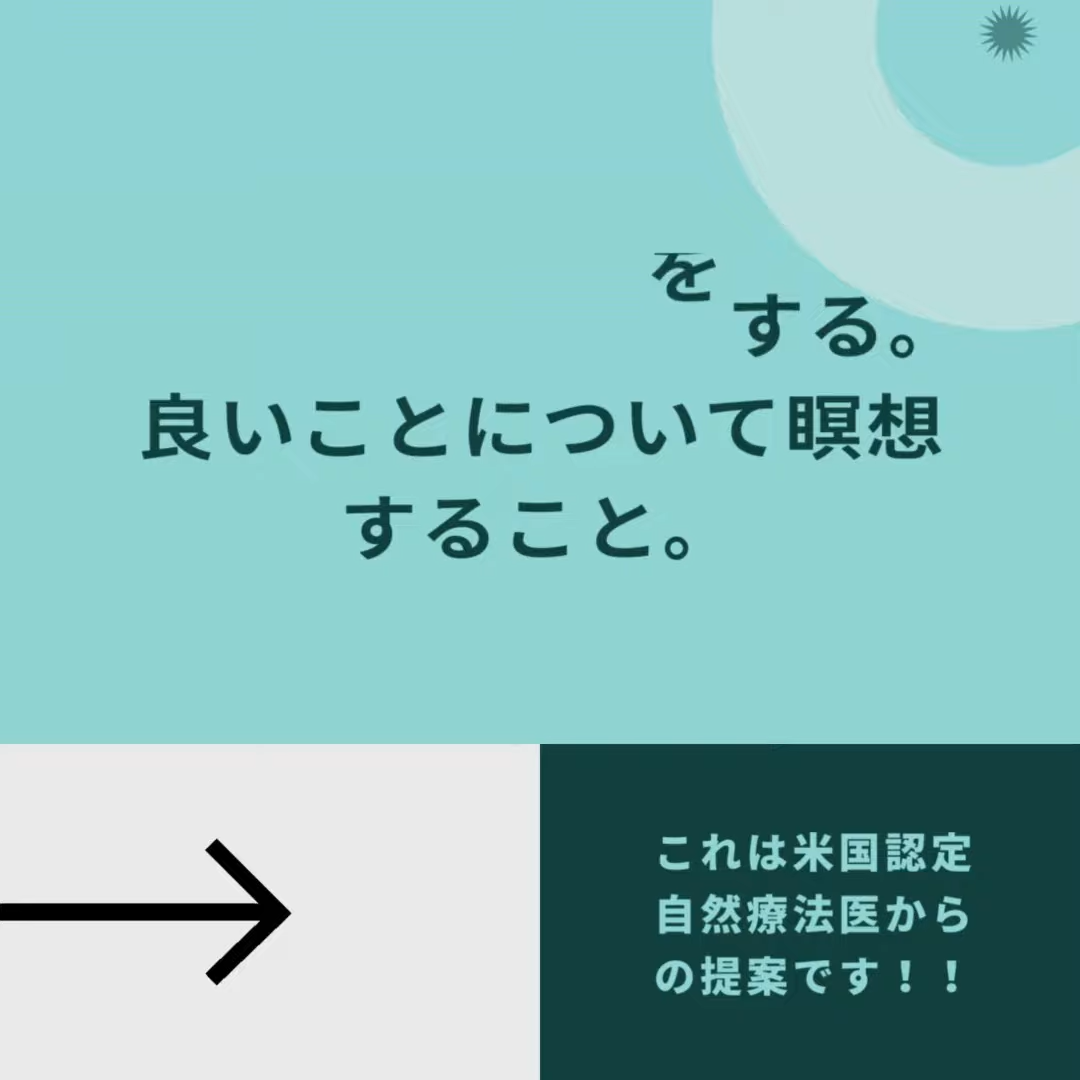 を する。
良いことについて瞑想
すること。
これは米国認定
自然療法医から
の提案です！！